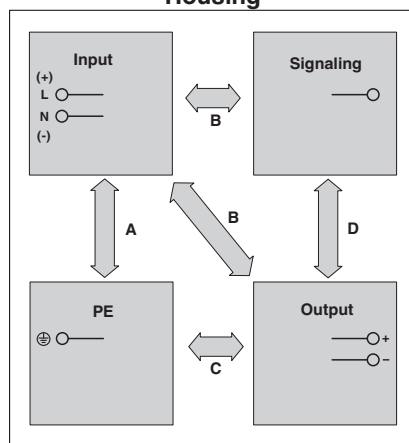 Housing
Input
(+)
L
N
(-)
Signaling
B
A
B
D
PE
Output
+
–
C